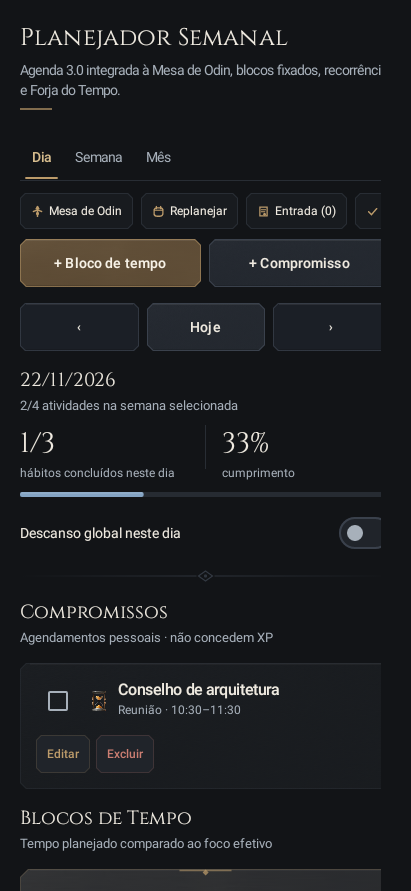 Planejador Semanal
Agenda 3.0 integrada à Mesa de Odin, blocos fixados, recorrênci
e Forja do Tempo.
Dia Semana Mês
Mesa de Odin Replanejar Entrada (0)
+ Bloco de tempo + Compromisso
‹ Hoje ›
22/11/2026
2/4 atividades na semana selecionada
1/3 33%
hábitos concluídos neste dia cumprimento
Descanso global neste dia
Compromissos
Agendamentos pessoais · não concedem XP
Conselho de arquitetura
Reunião · 10:30–11:30
Editar Excluir
Blocos de Tempo
Tempo planejado comparado ao foco efetivo